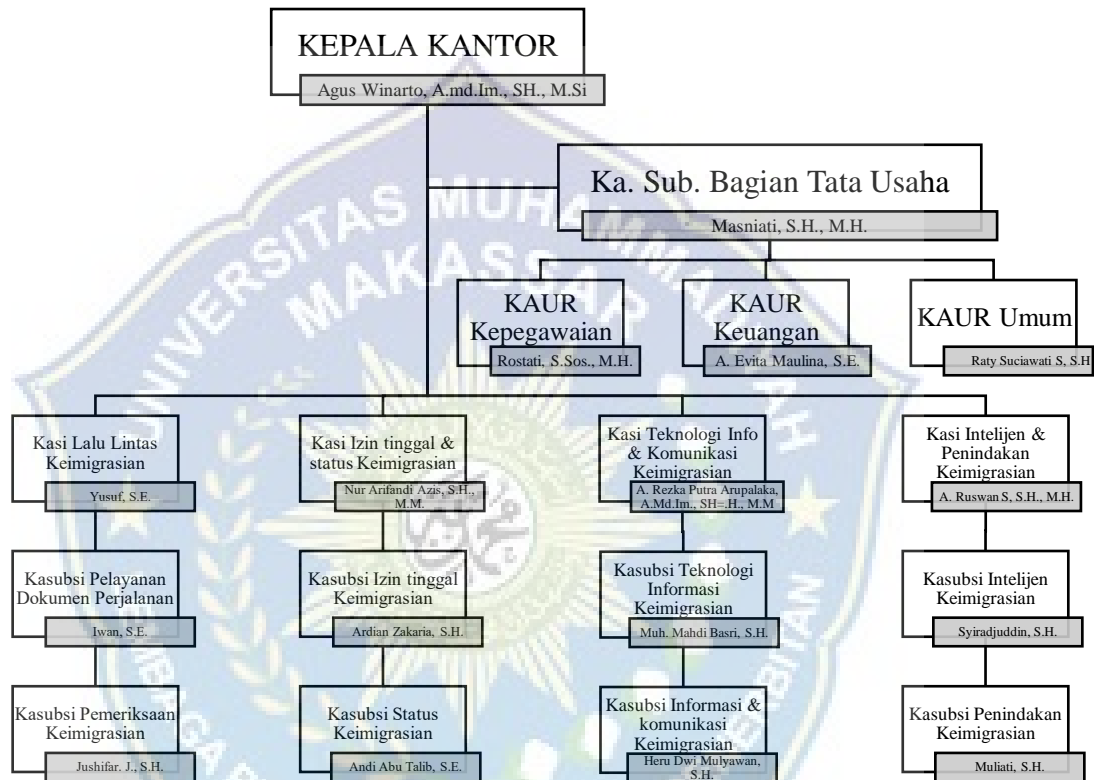 KEPALA KANTOR
Agus Winarto, A.md.Im., SH., M.Si
Ka. Sub. Bagian Tata Usaha
Masniati, S.H., M.H.
KAUR
Kepegawaian
Rostati, S.Sos., M.H.
KAUR
Keuangan
A. Evita Maulina, S.E.
KAUR Umum
Raty Suciawati S, S.H
Kasi Lalu Lintas
Keimigrasian
Yusuf, S.E.
Kasi Izin tinggal &
status Keimigrasian
Nur Arifandi Azis, S.H.,
M.M.
Kasi Teknologi Info
& Komunikasi
Keimigrasian
A. Rezka Putra Arupalaka,
A.Md.Im., SH=.H., M.M
Kasi Intelijen &
Penindakan
Keimigrasian
A. Ruswan S, S.H., M.H.
Kasubsi Pelayanan
Dokumen Perjalanan
Iwan, S.E.
Kasubsi Izin tinggal
Keimigrasian
Ardian Zakaria, S.H.
Kasubsi Teknologi
Informasi
Keimigrasian
Muh. Mahdi Basri, S.H.
Kasubsi Intelijen
Keimigrasian
Syiradjuddin, S.H.
Kasubsi Pemeriksaan
Keimigrasian
Jushifar. J., S.H.
Kasubsi Status
Keimigrasian
Andi Abu Talib, S.E.
Kasubsi Informasi &
komunikasi
Keimigrasian
Heru Dwi Mulyawan,
S.H.
Kasubsi Penindakan
Keimigrasian
Muliati, S.H.
UNIVERSITAS MUHAMMADIYAH
MAKASSAR